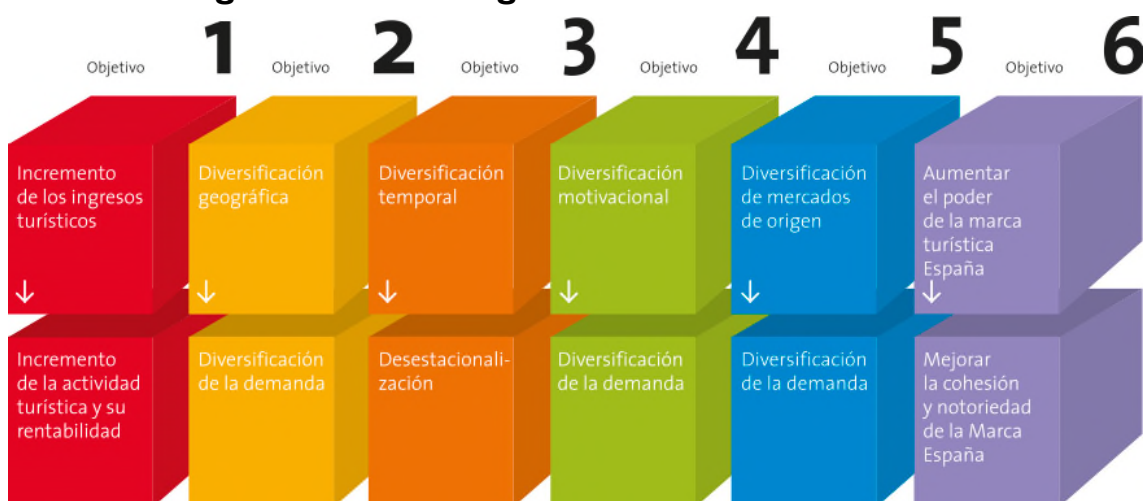 Objetivo 1
Objetivo 2
Objetivo 3
Objetivo 4
Objetivo 5
Objetivo 6
Incremento
de los ingresos
turísticos
Diversificación
geográfica
Diversificación
temporal
Diversificación
motivacional
Diversificación
de mercados
de origen
Aumentar
el poder
de la marca
turística
España
Incremento
de la actividad
turística y su
rentabilidad
Diversificación
de la demanda
Desestacionali-
zación
Diversificación
de la demanda
Diversificación
de la demanda
Mejorar
la cohesión
y notoriedad
de la Marca
España